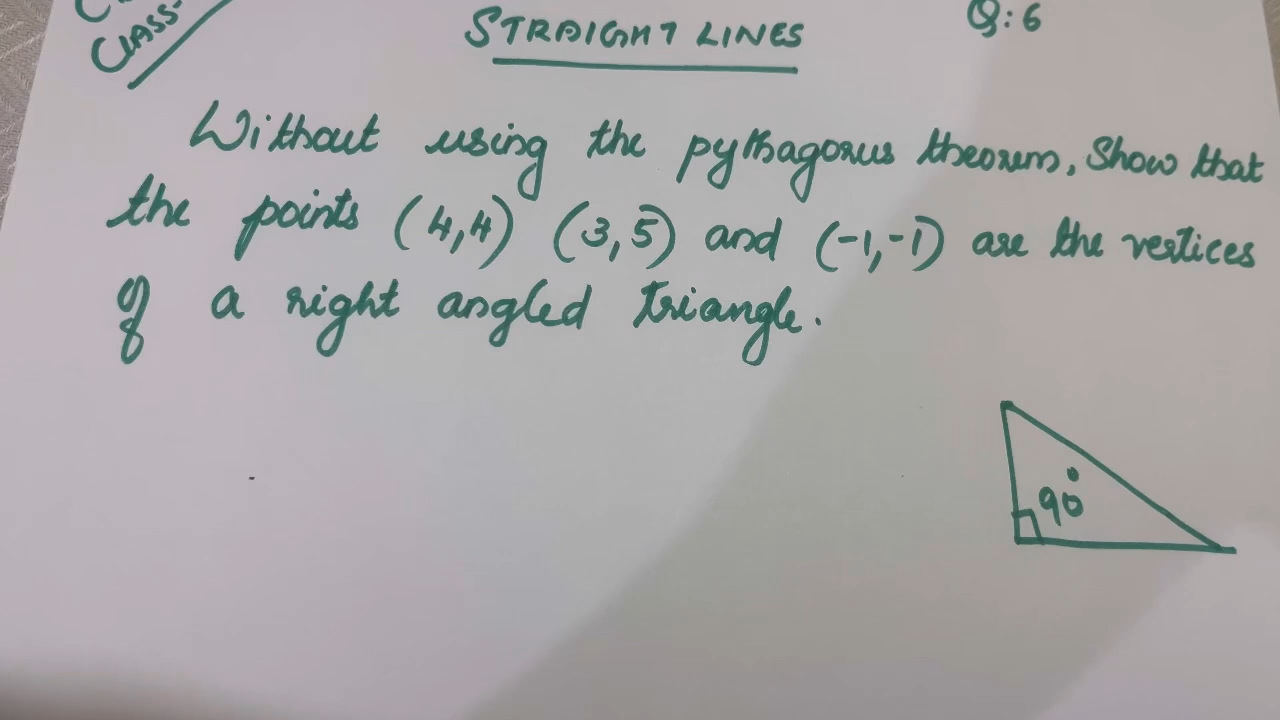 CLASS-
STRAIGHT LINES
Q:6
Without using the pythagorus theorem, Show that
the points (4,4) (3,5) and (-1,-1) are the vertices
of a right angled triangle.
90°